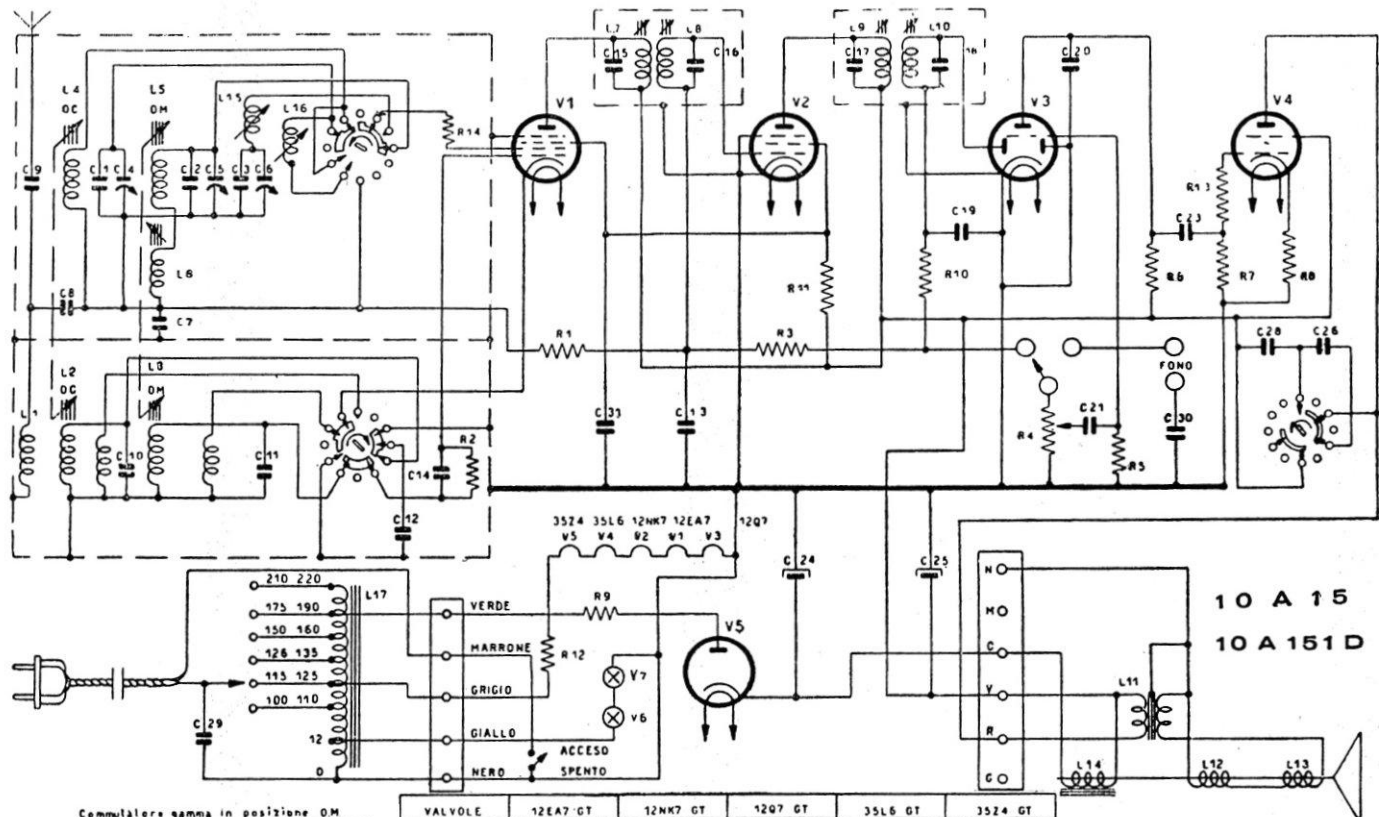 L7 C15 L8 C16 L9 C17 L10 18 C20
V1 V2 V3 V4
L4 OC L5 OM L15 L16 R14
C9 C1 C4 C2 C5 C3 C6
R13
C19 C23
L6 R11 R10 R6 R7 R8
C8 C7 R1 R3 C28 C26
FONO
L2 OC L3 OM
L1 C10 C11 C14 R2 C33 C13 R4 C21 R5 C30
C12
3524 35L6 12NK7 12EA7 12Q7
V5 V4 V2 V1 V3
C24 C25
210 220 L17
175 190 VERDE R9 V5
150 160
126 135 MARRONE R12 V7
115 125 GRIGIO V6
100 110
C29 12 GIALLO
ACCESO
0 NERO SPENTO
N
M
C
V
R
G
L11
L14 L12 L13
10 A 15
10 A 151 D
Commutatore gamma in posizione O.M
VALVOLE 12EA7 GT 12NK7 GT 12Q7 GT 35L6 GT 3524 GT